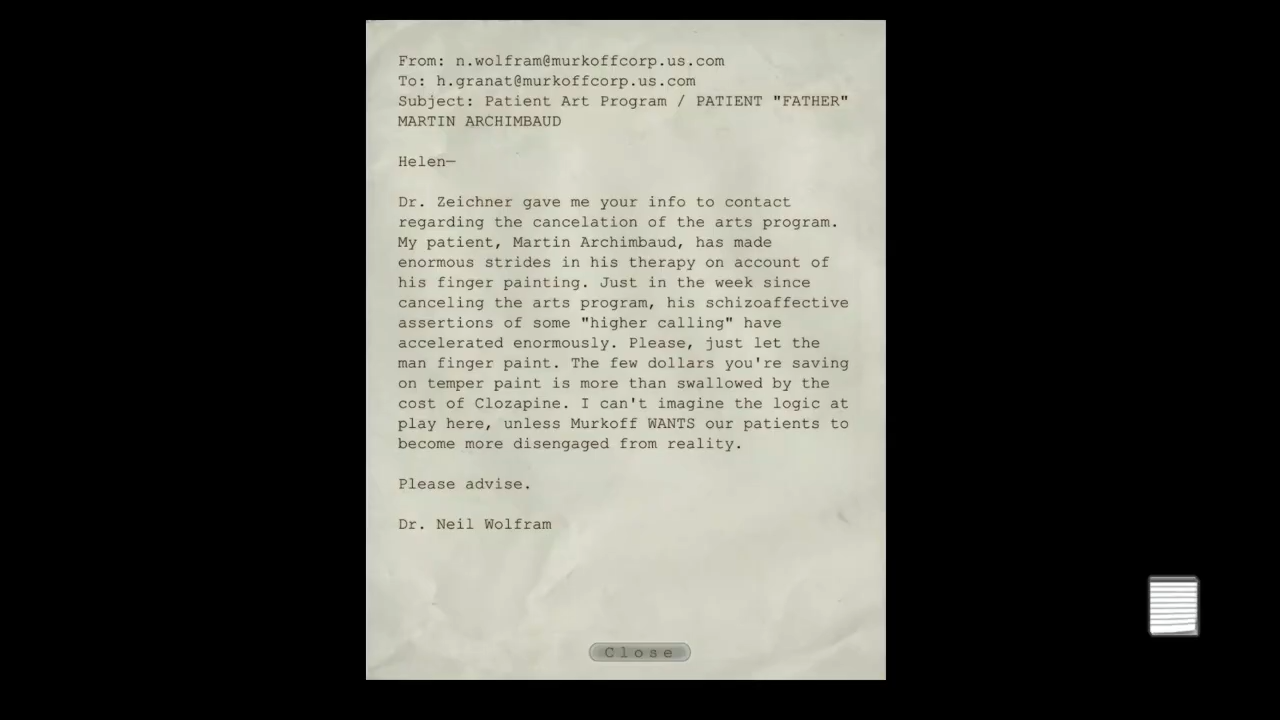 From: n.wolfram@murkoffcorp.us.com
To: h.granat@murkoffcorp.us.com
Subject: Patient Art Program / PATIENT "FATHER"
MARTIN ARCHIMBAUD
Helen—
Dr. Zeichner gave me your info to contact
regarding the cancelation of the arts program.
My patient, Martin Archimbaud, has made
enormous strides in his therapy on account of
his finger painting. Just in the week since
canceling the arts program, his schizoaffective
assertions of some "higher calling" have
accelerated enormously. Please, just let the
man finger paint. The few dollars you're saving
on temper paint is more than swallowed by the
cost of Clozapine. I can't imagine the logic at
play here, unless Murkoff WANTS our patients to
become more disengaged from reality.
Please advise.
Dr. Neil Wolfram
Close